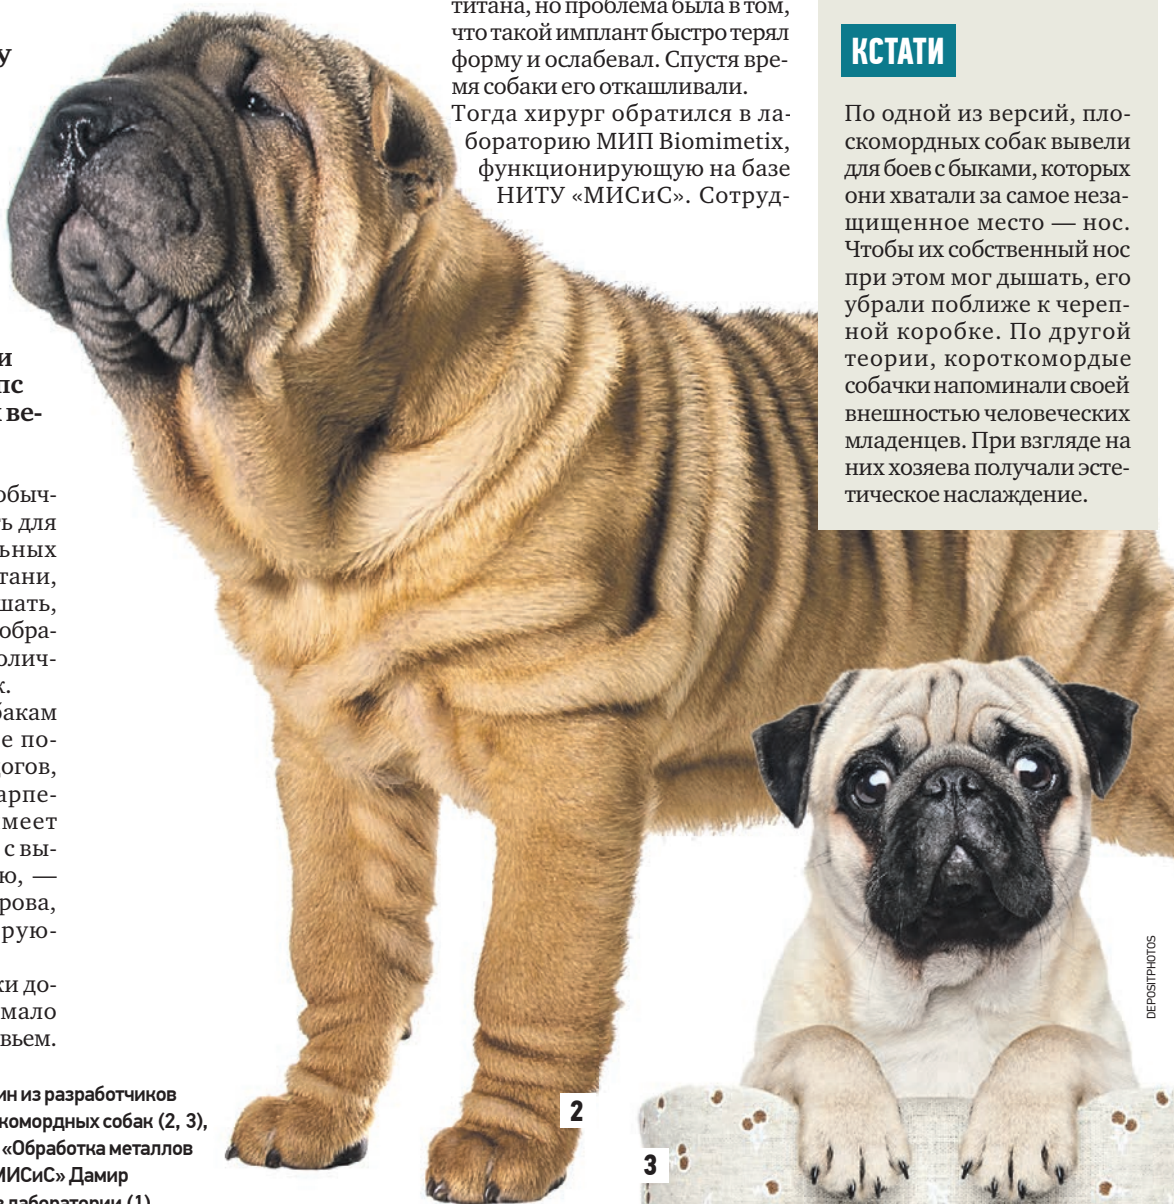 у
и
пс
ве-
обыч-
ь для
ьных
тани,
шать,
обра-
олич-
к.
бакам
е по-
догов,
арпе-
меет
с вы-
ю, —
рова,
рую-
ки до-
мало
вьем.
ин из разработчиков
комордных собак (2, 3),
«Обработка металлов
МИСиС» Дамир
в лаборатории (1)
титана, но проблема была в том,
что такой имплант быстро терял
форму и ослабевал. Спустя вре-
мя собаки его откашливали.
Тогда хирург обратился в ла-
бораторию МИП Biomimetix,
функционирующую на базе
НИТУ «МИСиС». Сотруд-
КСТАТИ
По одной из версий, пло-
скомордных собак вывели
для боев с быками, которых
они хватали за самое неза-
щищенное место — нос.
Чтобы их собственный нос
при этом мог дышать, его
убрали поближе к череп-
ной коробке. По другой
теории, короткомордые
собачки напоминали своей
внешностью человеческих
младенцев. При взгляде на
них хозяева получали эсте-
тическое наслаждение.
2
3
DEPOSITPHOTOS